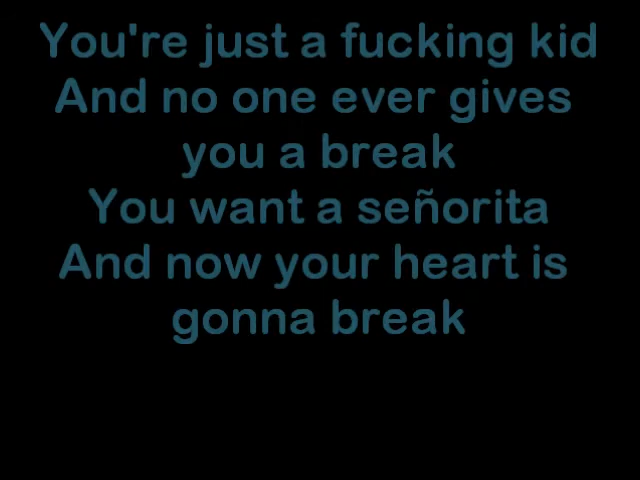 You're just a fucking kid
And no one ever gives
you a break
You want a señorita
And now your heart is
gonna break